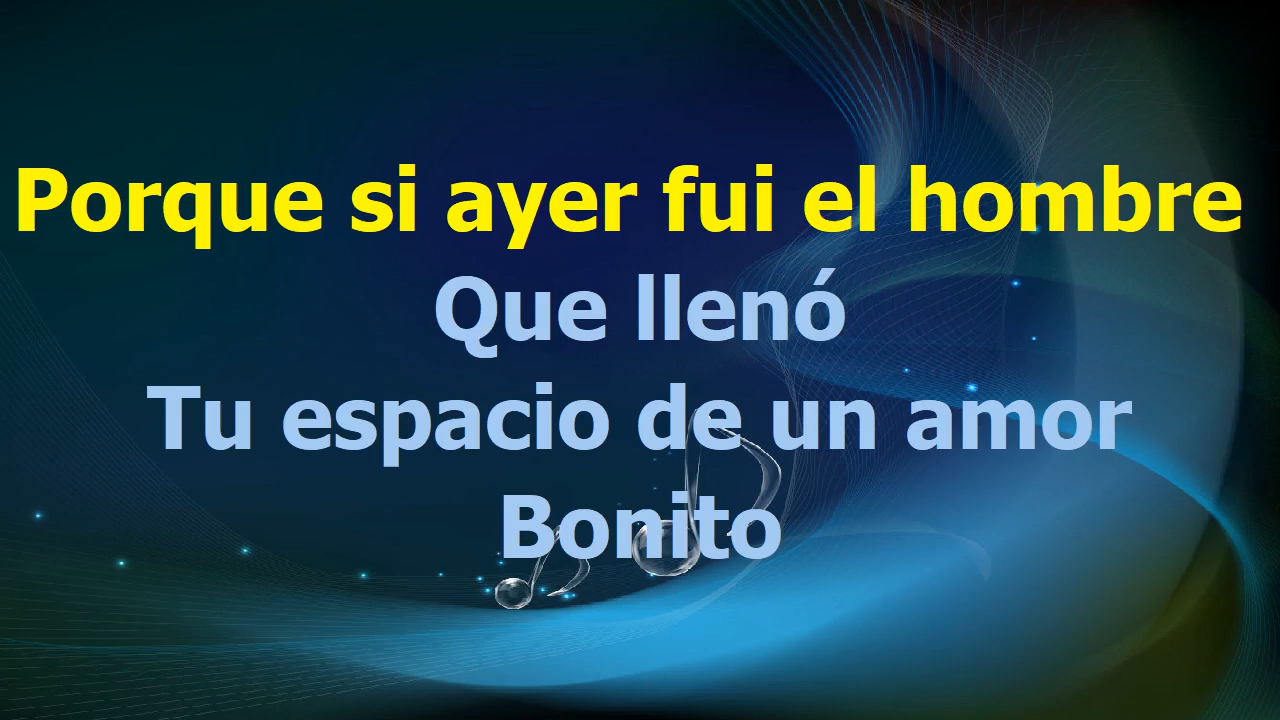 Porque si ayer fui el hombre
Que llenó
Tu espacio de un amor
Bonito